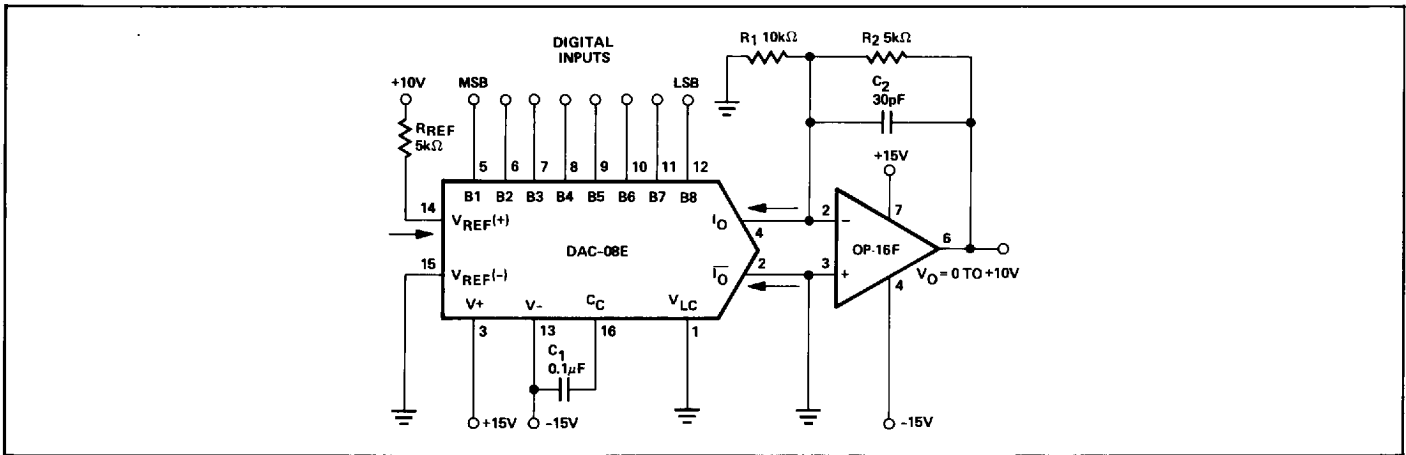 DIGITAL
INPUTS
R1 10kΩ
R2 5kΩ
C2
30pF
+10V
MSB
LSB
RREF
5kΩ
+15V
5 6 7 8 9 10 11 12
B1 B2 B3 B4 B5 B6 B7 B8
14
VREF(+)
IO
4
2 −
7
DAC-08E
OP-16F
6
15
VREF(−)
IO
2
3 +
4
VO = 0 TO +10V
V+ V− CC VLC
3 13 16 1
C1
0.1μF
+15V
-15V
-15V